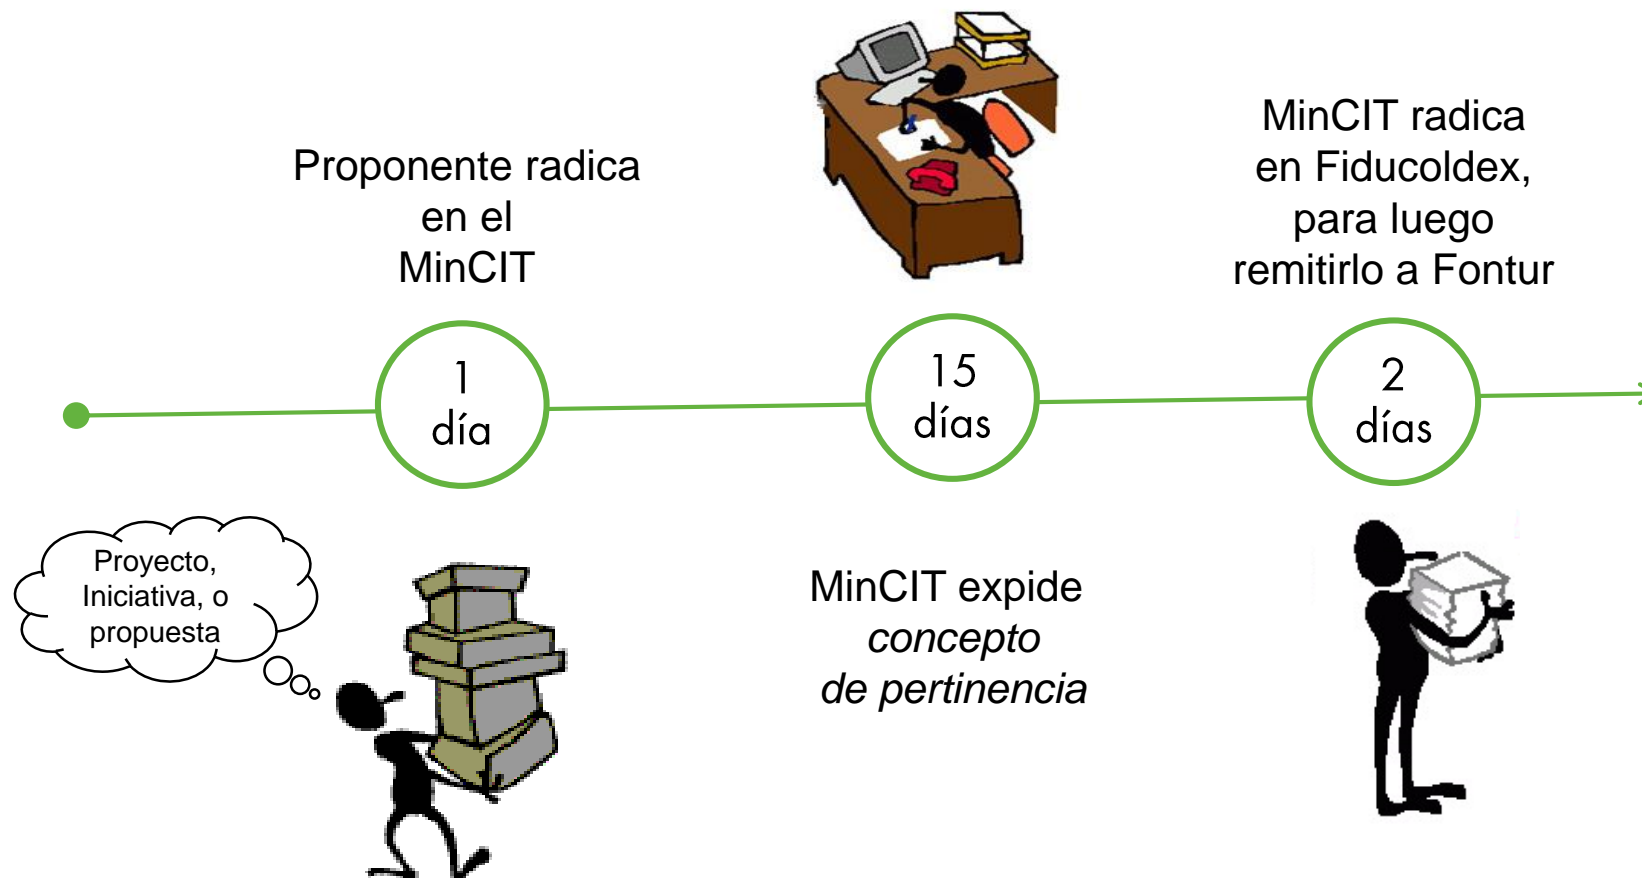 Proponente radica
en el
MinCIT
MinCIT radica
en Fiducoldex,
para luego
remitirlo a Fontur
1
día
15
días
2
días
Proyecto,
Iniciativa, o
propuesta
MinCIT expide
concepto
de pertinencia